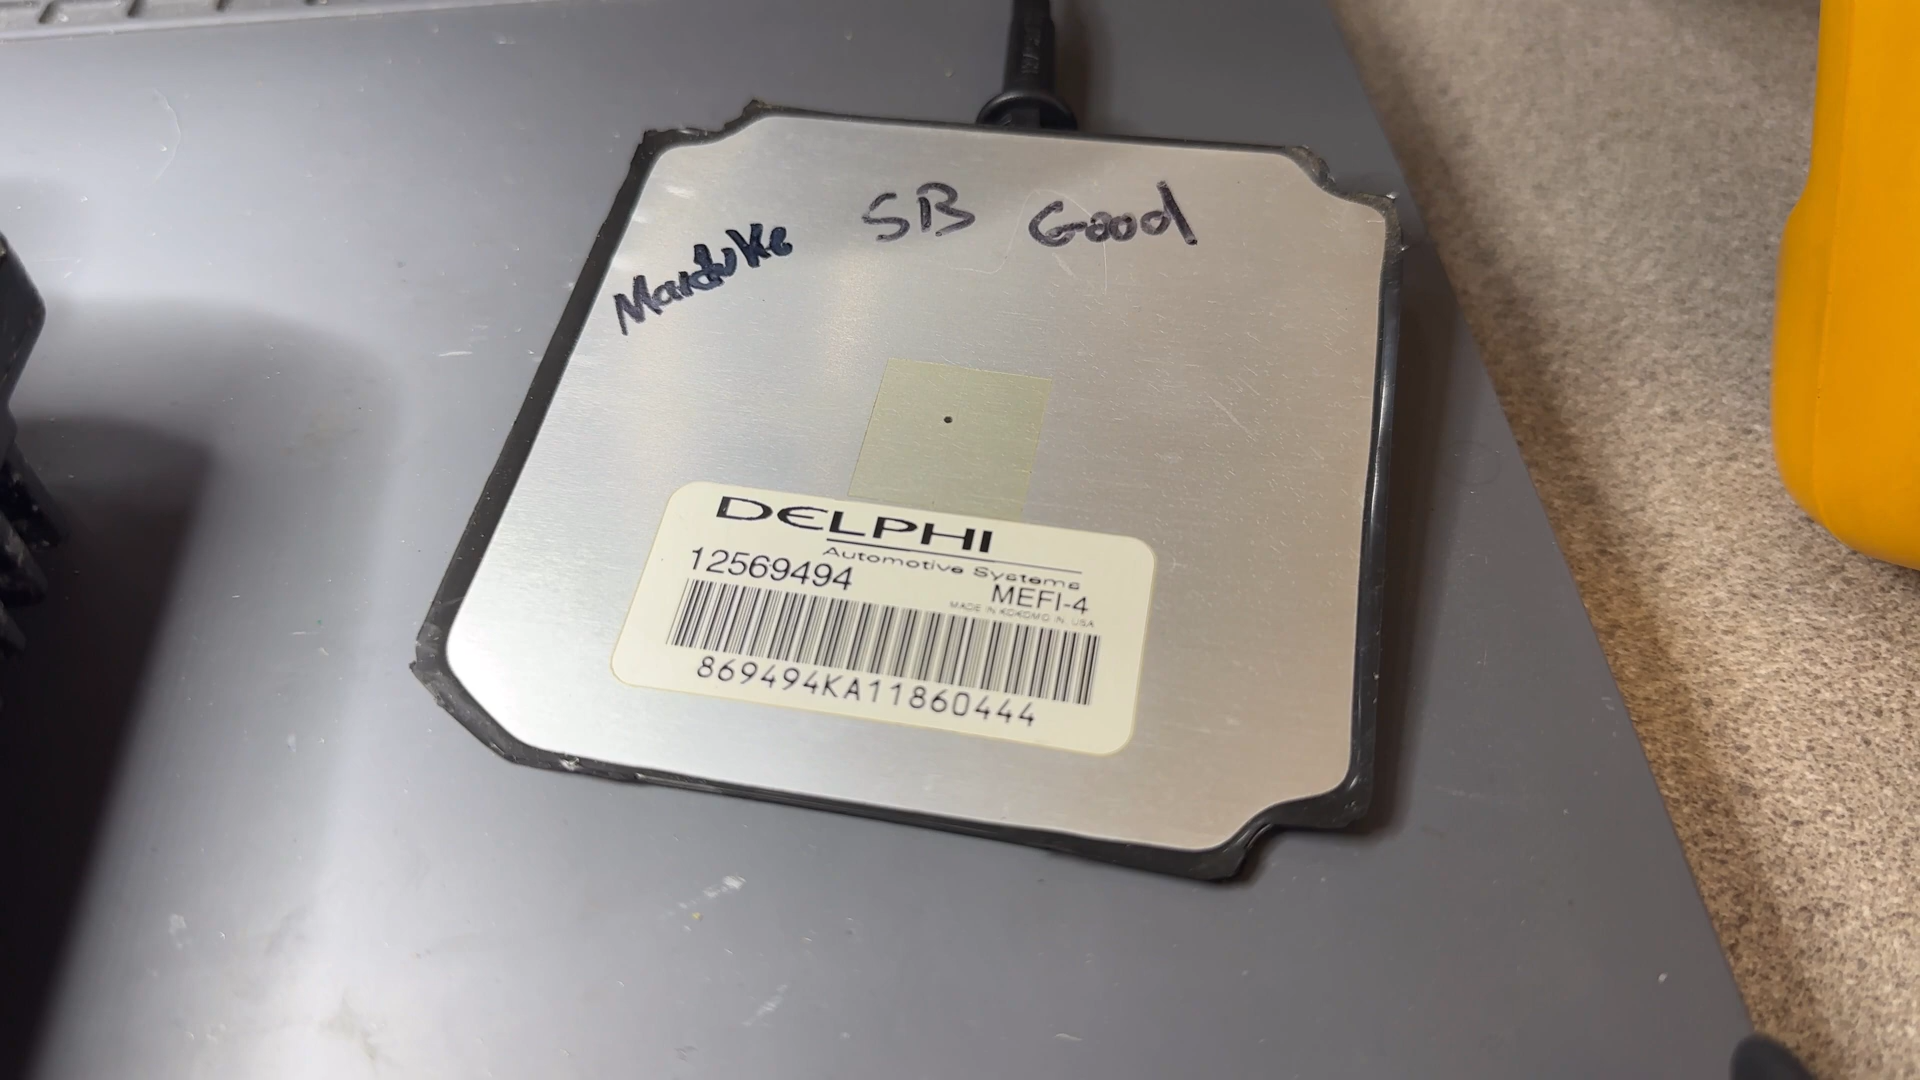 SB Good
Marduke
DELPHI
Automotive Systems
12569494
MEFI-4
MADE IN KOKOMO IN, USA
869494KA11860444